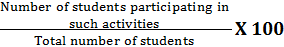 Number of students participating in
such activities
Total number of students
X 100